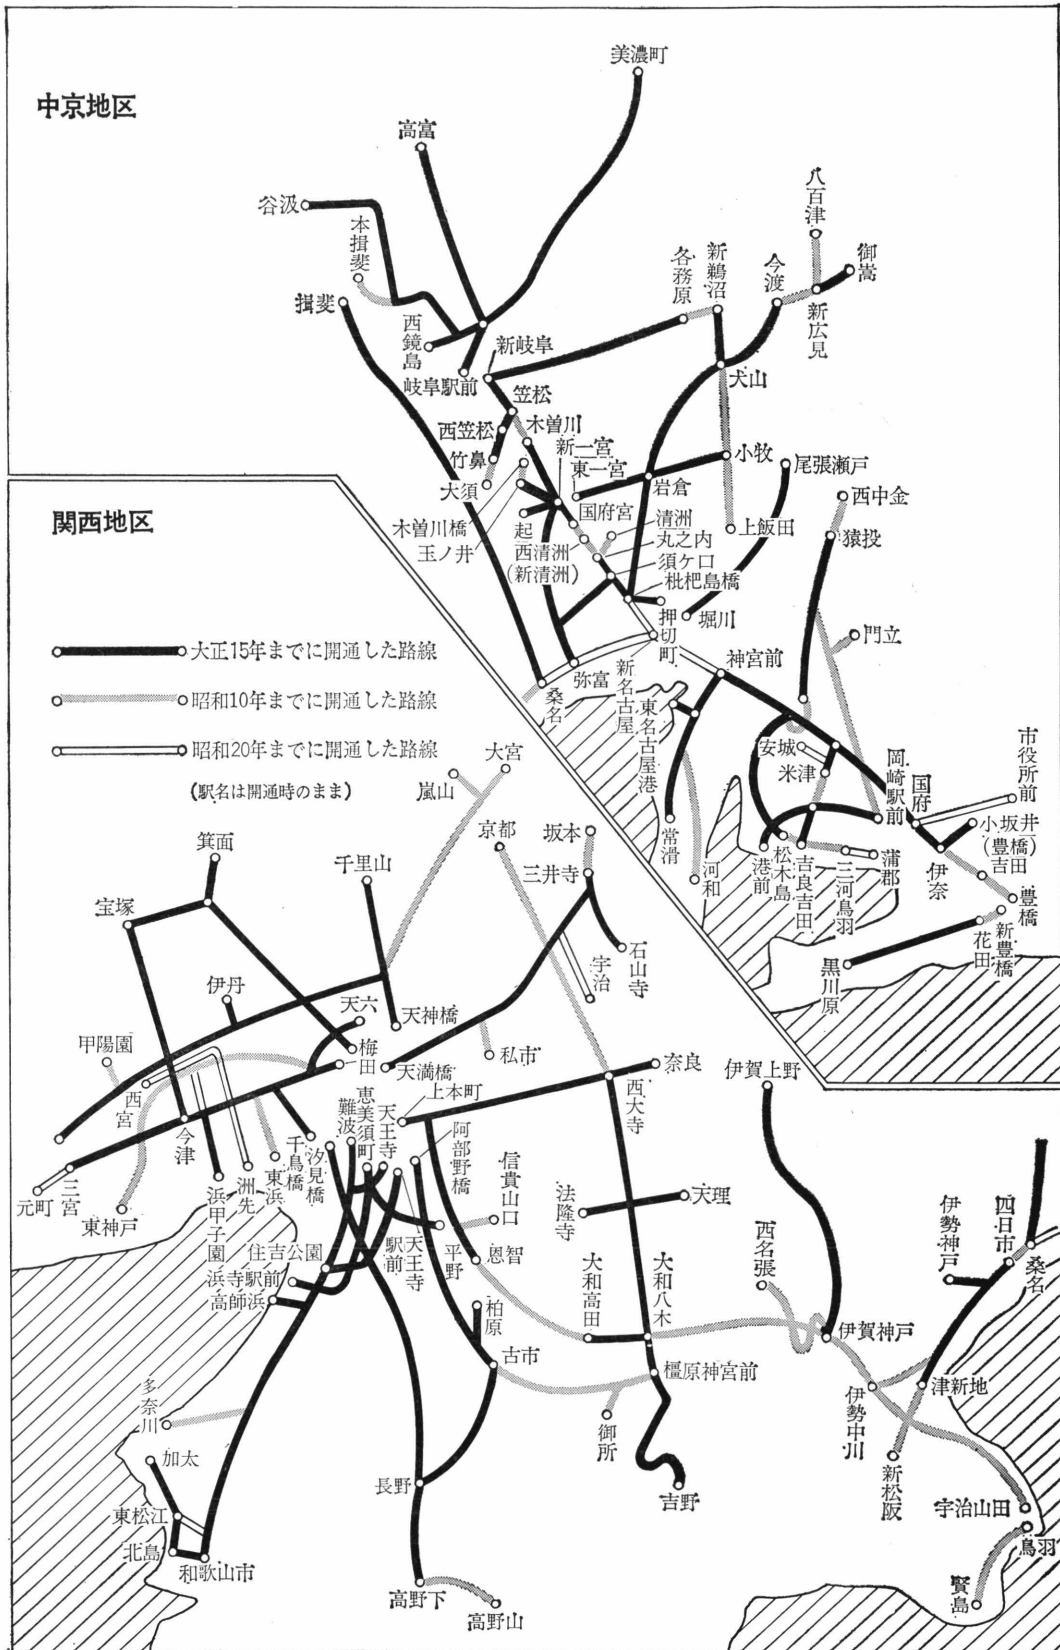 中京地区
美濃町
高富
谷汲
本揖斐
揖斐
西鏡島
岐阜駅前
新岐阜
各務原
新鵜沼
今渡
八百津
御嵩
新広見
犬山
笠松
西笠松
竹鼻
大須
木曽川
新一宮
東一宮
岩倉
小牧
上飯田
尾張瀬戸
西中金
猿投
木曽川橋
玉ノ井
起
国府宮
西清洲
(新清洲)
清洲
丸之内
須ケ口
枇杷島橋
押切町
堀川
門立
桑名
弥富
新名古屋
神宮前
東名古屋港
常滑
河和
安城
米津
岡崎駅前
国府
市役所前
小坂井
伊奈
(豊橋)
吉田
豊橋
新豊橋
花田
黒川原
港前
松木島
吉良吉田
三河鳥羽
蒲郡
関西地区
大正15年までに開通した路線
昭和10年までに開通した路線
昭和20年までに開通した路線
(駅名は開通時のまま)
大宮
嵐山
京都
坂本
三井寺
石山寺
宇治
箕面
宝塚
千里山
伊丹
天六
天神橋
梅田
天満橋
私市
甲陽園
西宮
今津
元町
三宮
東神戸
浜甲子園
洲先
東浜
千鳥橋
汐見橋
難波
恵美須町
天王寺
上本町
阿部野橋
信貴山口
恩智
奈良
西大寺
法隆寺
天理
大和高田
大和八木
橿原神宮前
御所
吉野
伊賀上野
西名張
伊賀神戸
伊勢中川
伊勢神戸
四日市
桑名
津新地
新松阪
宇治山田
鳥羽
賢島
住吉公園
浜寺駅前
高師浜
天王寺駅前
平野
柏原
古市
長野
高野下
高野山
多奈川
加太
東松江
北島
和歌山市